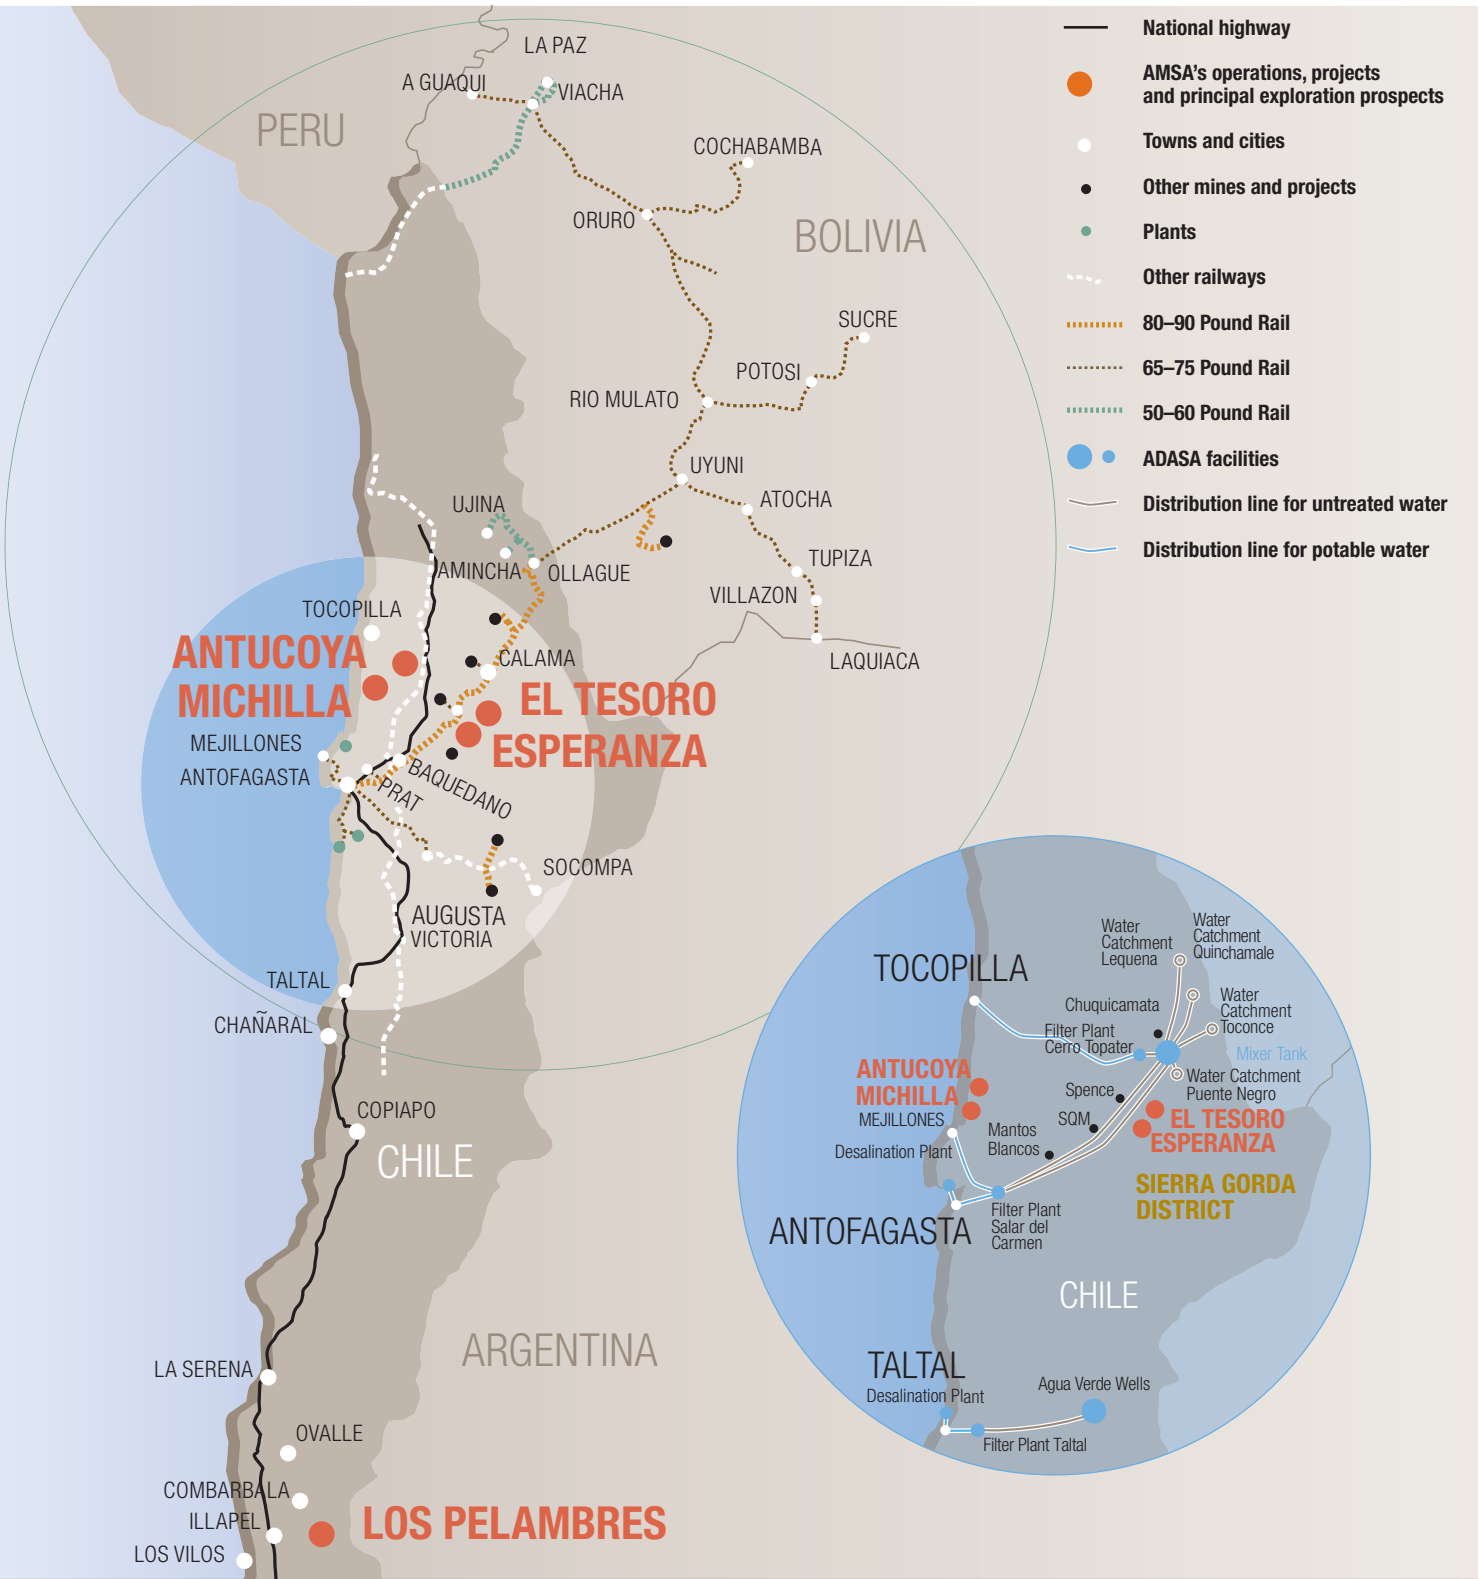 LA PAZ
A GUAQUI
VIACHA
PERU
COCHABAMBA
ORURO
BOLIVIA
SUCRE
POTOSI
RIO MULATO
UYUNI
UJINA
ATOCHA
AMINCHA
OLLAGUE
TUPIZA
VILLAZON
TOCOPILLA
LAQUIACA
ANTUCOYA
MICHILLA
CALAMA
EL TESORO
ESPERANZA
MEJILLONES
ANTOFAGASTA
BAQUEDANO
PRAT
SOCOMPA
AUGUSTA
VICTORIA
TALTAL
CHAÑARAL
COPIAPO
CHILE
ARGENTINA
LA SERENA
OVALLE
COMBARBALA
ILLAPEL
LOS PELAMBRES
LOS VILOS
National highway
AMSA's operations, projects
and principal exploration prospects
Towns and cities
Other mines and projects
Plants
Other railways
80–90 Pound Rail
65–75 Pound Rail
50–60 Pound Rail
ADASA facilities
Distribution line for untreated water
Distribution line for potable water
Water
Catchment
Lequena
Water
Catchment
Quinchamale
TOCOPILLA
Chuquicamata
Water
Catchment
Toconce
Filter Plant
Cerro Topater
Mixer Tank
ANTUCOYA
MICHILLA
MEJILLONES
Spence
Water Catchment
Puente Negro
SQM
EL TESORO
ESPERANZA
Mantos
Blancos
Desalination Plant
SIERRA GORDA
DISTRICT
ANTOFAGASTA
Filter Plant
Salar del
Carmen
CHILE
TALTAL
Desalination Plant
Agua Verde Wells
Filter Plant Taltal